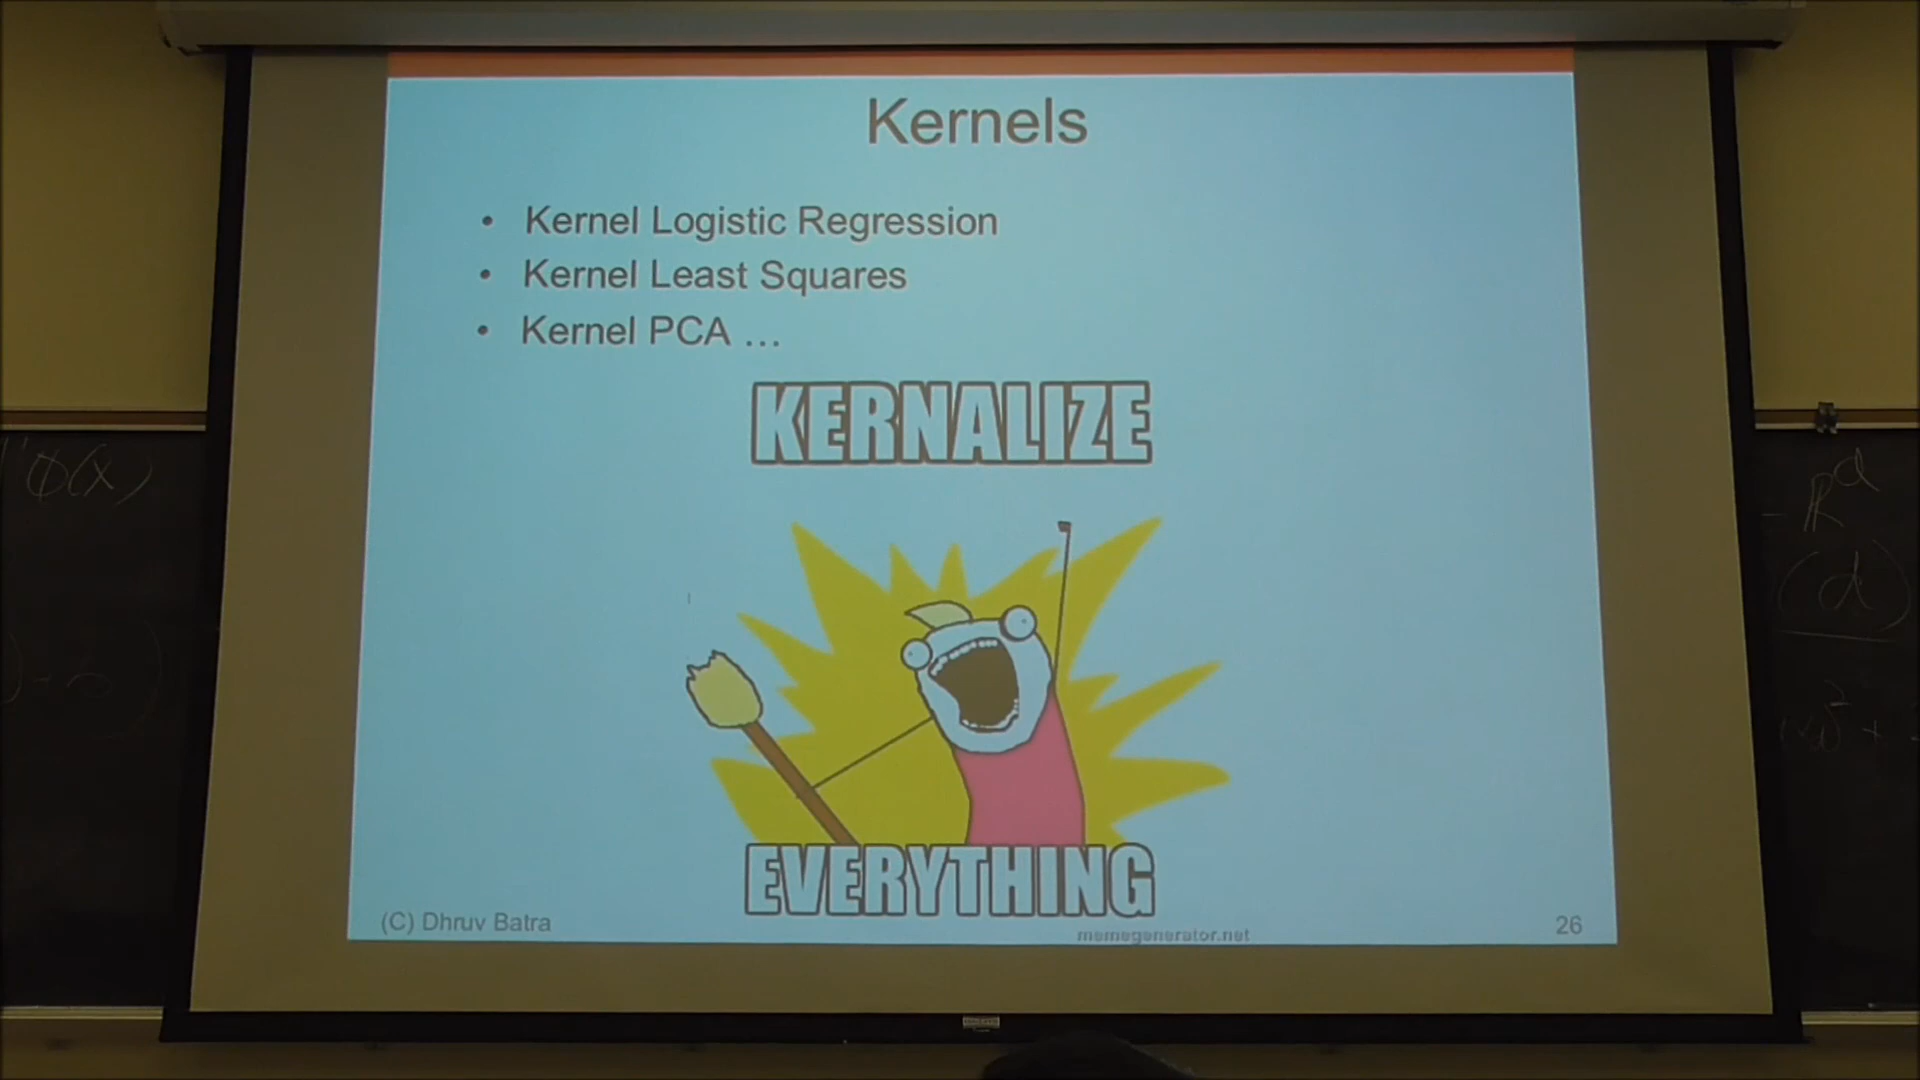 Kernels
• Kernel Logistic Regression
• Kernel Least Squares
• Kernel PCA …
KERNALIZE
EVERYTHING
(C) Dhruv Batra
memegenerator.net
26
ϕ(x)
R^d
(d)